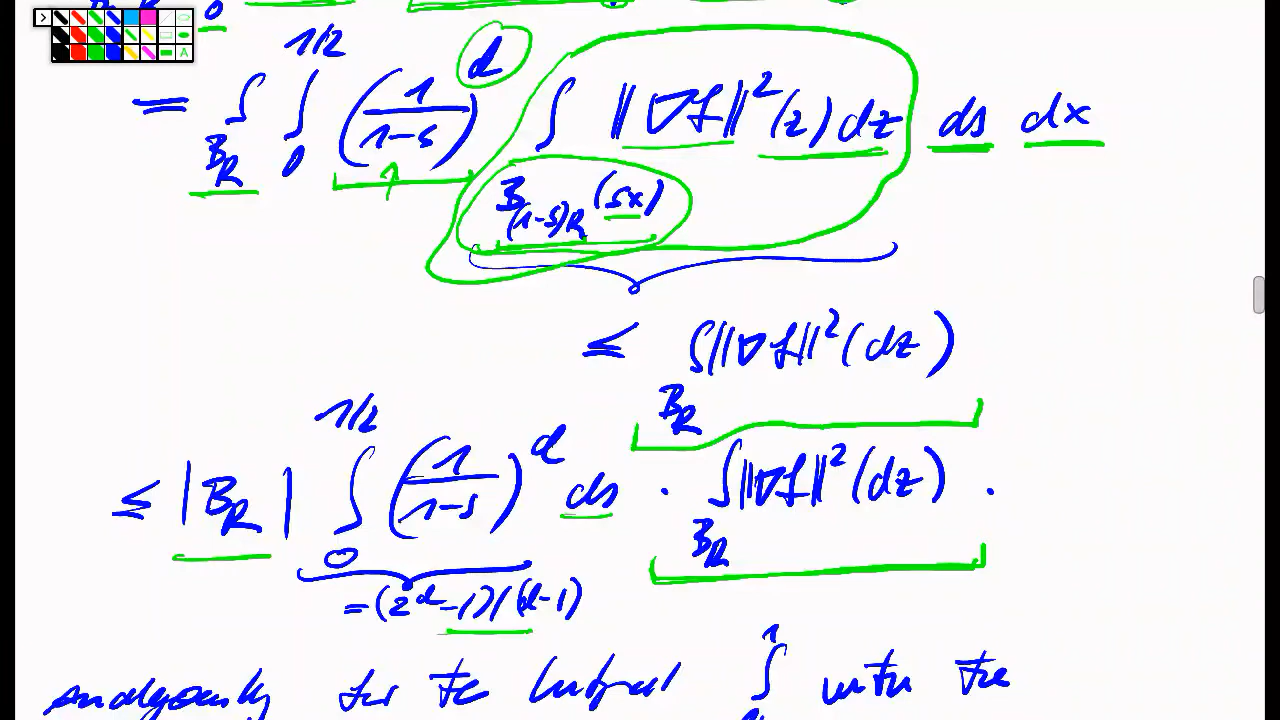 1/2
= ∫_{B_R} ∫_0 (1/(1-s))^d ∫_{B_{(1-s)R}(sx)} ‖∇f‖²(z) dz ds dx
≤ ∫_{B_R} ‖∇f‖²(dz)
1/2
≤ |B_R| ∫_0 (1/(1-s))^d ds · ∫_{B_R} ‖∇f‖²(dz) ·
= (2^d -1)/(d-1)
analogously for the integral ∫^1 with the